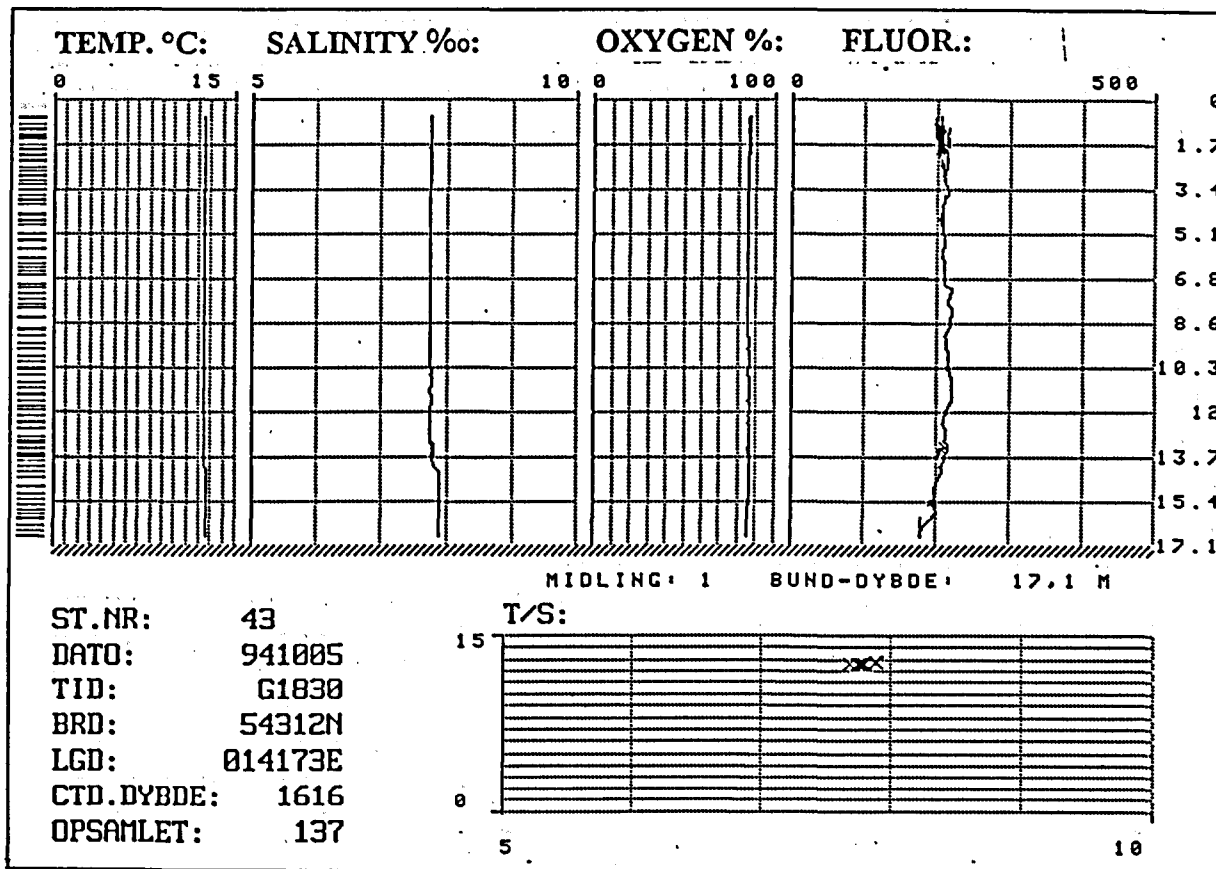 TEMP. °C: SALINITY ‰: OXYGEN %: FLUOR.:
0 15 5 10 0 100 0 500
0
1.7
3.4
5.1
6.8
8.6
10.3
12
13.7
15.4
17.1
MIDLING: 1 BUND-DYBDE: 17.1 M
ST.NR: 43
DATO: 941005
TID: G1830
BRD: 54312N
LGD: 014173E
CTD.DYBDE: 1616
OPSAMLET: 137
T/S:
15
0
5 10